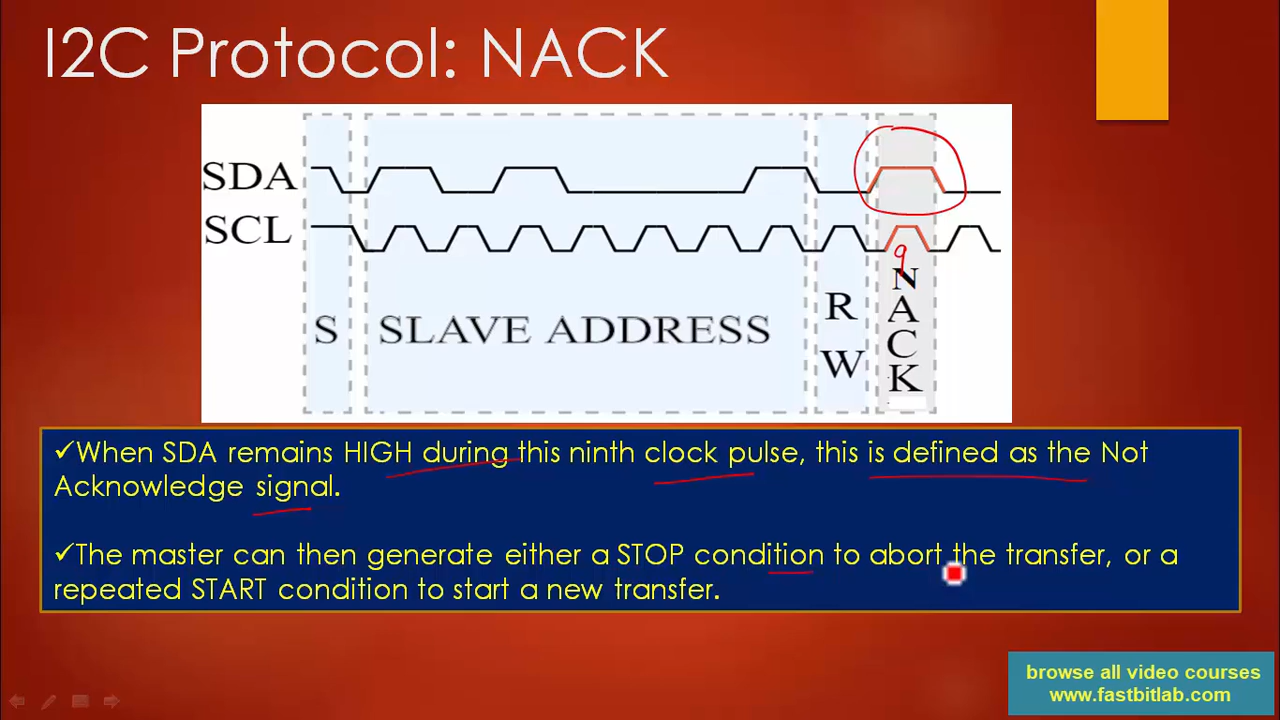 I2C Protocol: NACK
SDA
SCL
9
S
SLAVE ADDRESS
R
W
N
A
C
K
✓When SDA remains HIGH during this ninth clock pulse, this is defined as the Not
Acknowledge signal.
✓The master can then generate either a STOP condition to abort the transfer, or a
repeated START condition to start a new transfer.
browse all video courses
www.fastbitlab.com